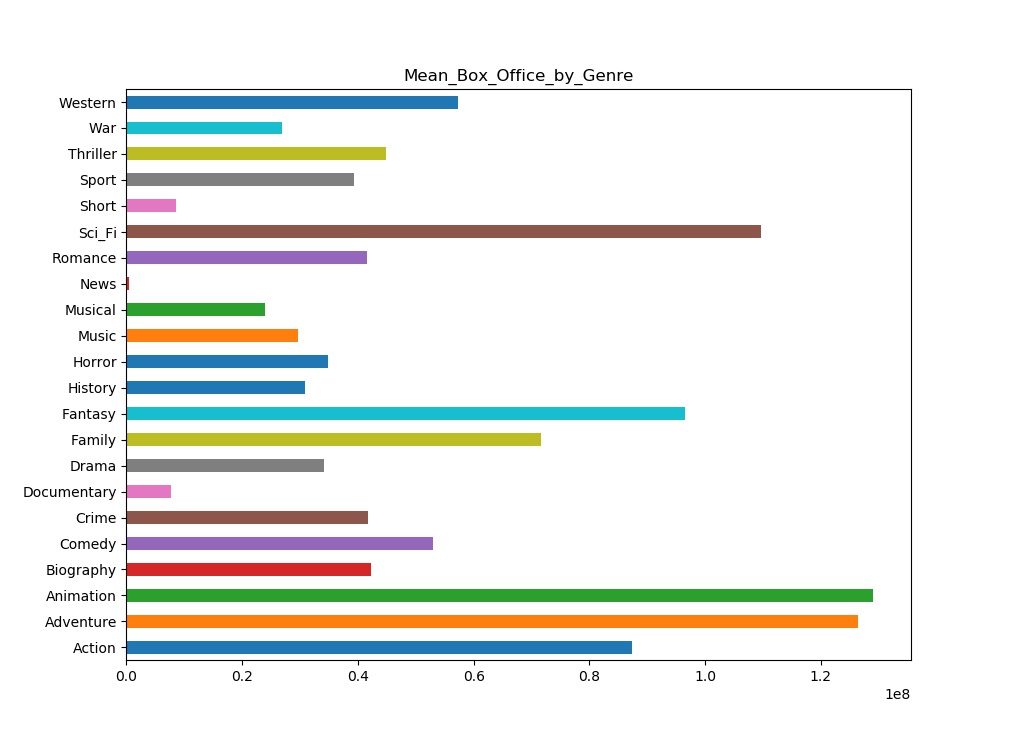 Mean_Box_Office_by_Genre
Western
War
Thriller
Sport
Short
Sci_Fi
Romance
News
Musical
Music
Horror
History
Fantasy
Family
Drama
Documentary
Crime
Comedy
Biography
Animation
Adventure
Action
0.0 0.2 0.4 0.6 0.8 1.0 1.2
1e8